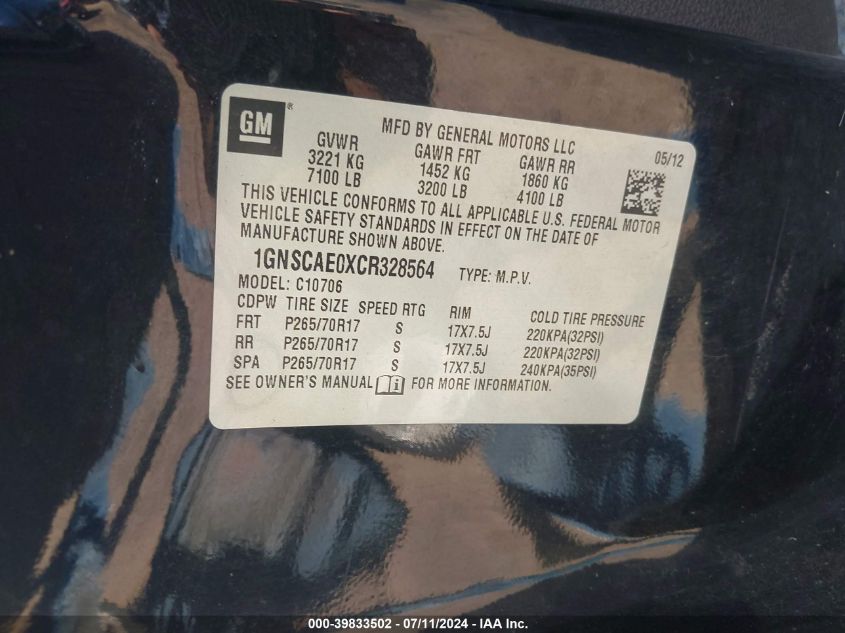 GM ®
MFD BY GENERAL MOTORS LLC
05/12
GVWR GAWR FRT GAWR RR
3221 KG 1452 KG 1860 KG
7100 LB 3200 LB 4100 LB
THIS VEHICLE CONFORMS TO ALL APPLICABLE U.S. FEDERAL MOTOR
VEHICLE SAFETY STANDARDS IN EFFECT ON THE DATE OF
MANUFACTURE SHOWN ABOVE.
1GNSCAE0XCR328564 TYPE: M.P.V.
MODEL: C10706
CDPW TIRE SIZE SPEED RTG RIM COLD TIRE PRESSURE
FRT P265/70R17 S 17X7.5J 220KPA(32PSI)
RR P265/70R17 S 17X7.5J 220KPA(32PSI)
SPA P265/70R17 S 17X7.5J 240KPA(35PSI)
SEE OWNER'S MANUAL i FOR MORE INFORMATION.
000-39833502 - 07/11/2024 - IAA Inc.